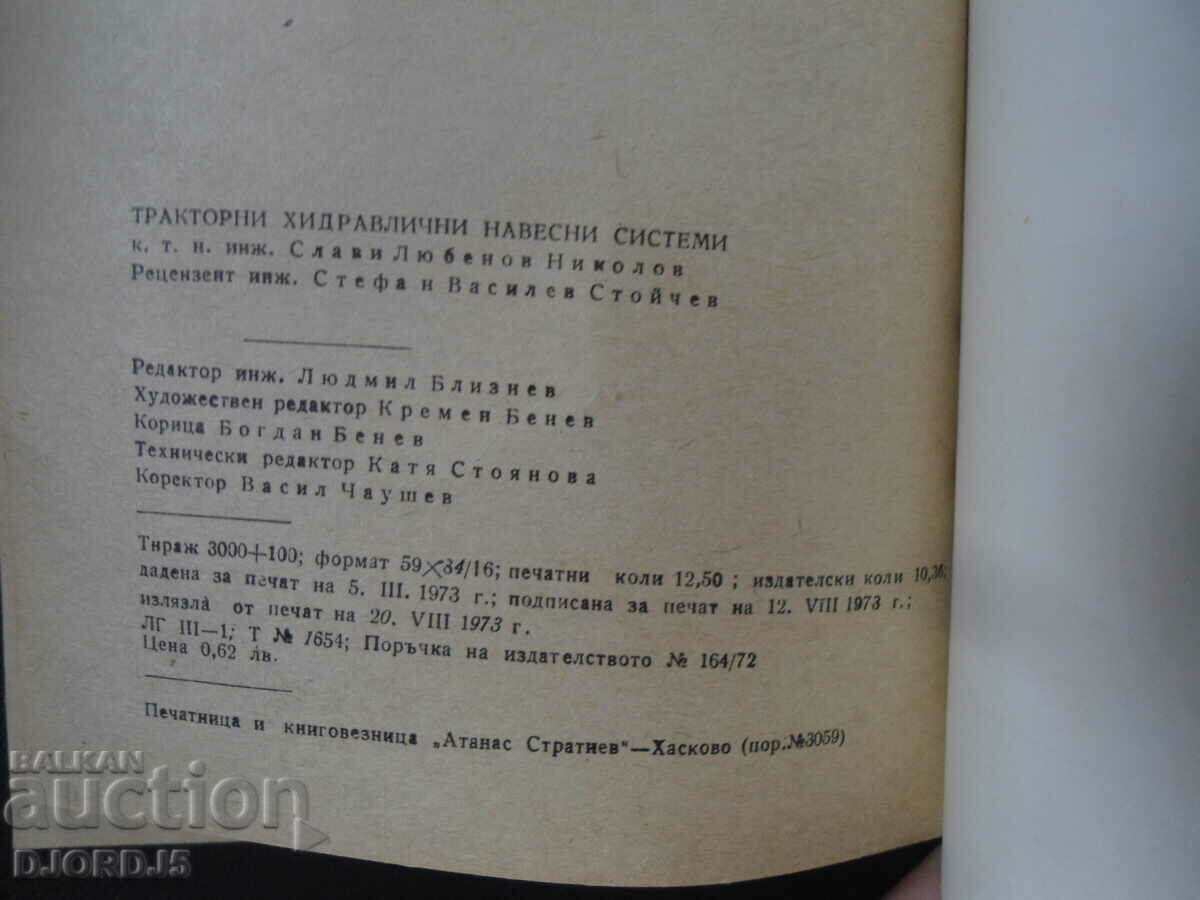 ТРАКТОРНИ ХИДРАВЛИЧНИ НАВЕСНИ СИСТЕМИ
к. т. н. инж. Слави Любенов Николов
Рецензент инж. Стефан Василев Стойчев
Редактор инж. Людмил Близнев
Художествен редактор Кремен Бенев
Корица Богдан Бенев
Технически редактор Катя Стоянова
Коректор Васил Чаушев
Тираж 3000+100; формат 59×84/16; печатни коли 12,50; издателски коли 10,36;
дадена за печат на 5. III. 1973 г.; подписана за печат на 12. VIII 1973 г.;
излязла от печат на 20. VIII 1973 г.
ЛГ III—1; Т № 1654; Поръчка на издателството № 164/72
Цена 0,62 лв.
Печатница и книговезница „Атанас Стратиев"—Хасково (пор.№3059)
BALKAN
auction
DJORD_J5